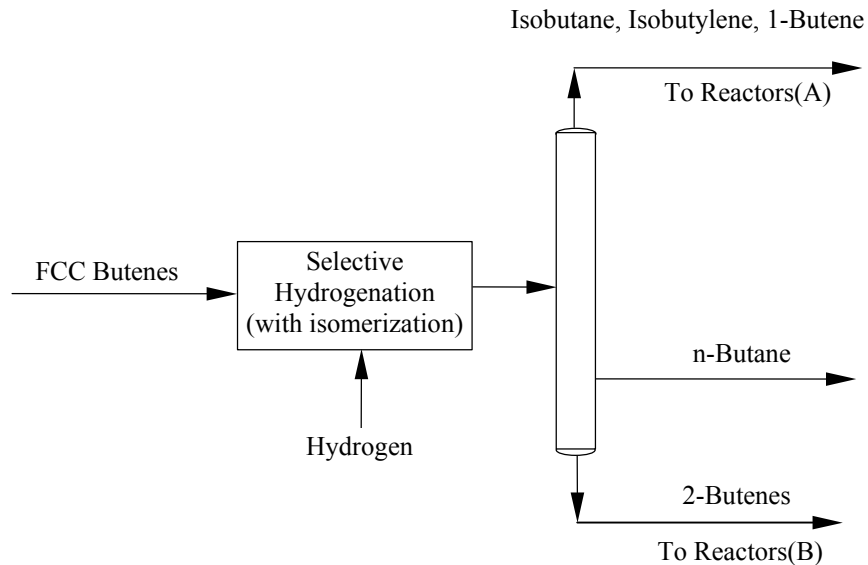 Isobutane, Isobutylene, 1-Butene
To Reactors(A)
FCC Butenes
Selective
Hydrogenation
(with isomerization)
n-Butane
Hydrogen
2-Butenes
To Reactors(B)